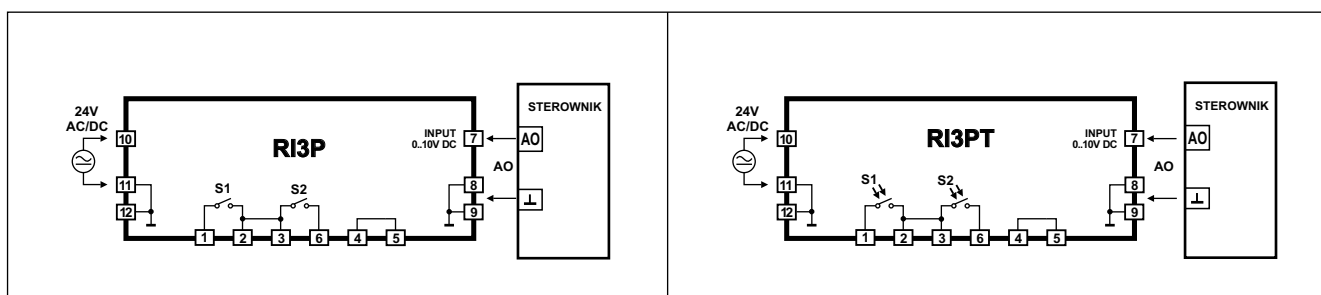 24V
AC/DC
10
11
12
RI3P
S1
S2
1
2
3
6
4
5
INPUT
0..10V DC
7
8
9
AO
STEROWNIK
AO
24V
AC/DC
10
11
12
RI3PT
S1
S2
1
2
3
6
4
5
INPUT
0..10V DC
7
8
9
AO
STEROWNIK
AO